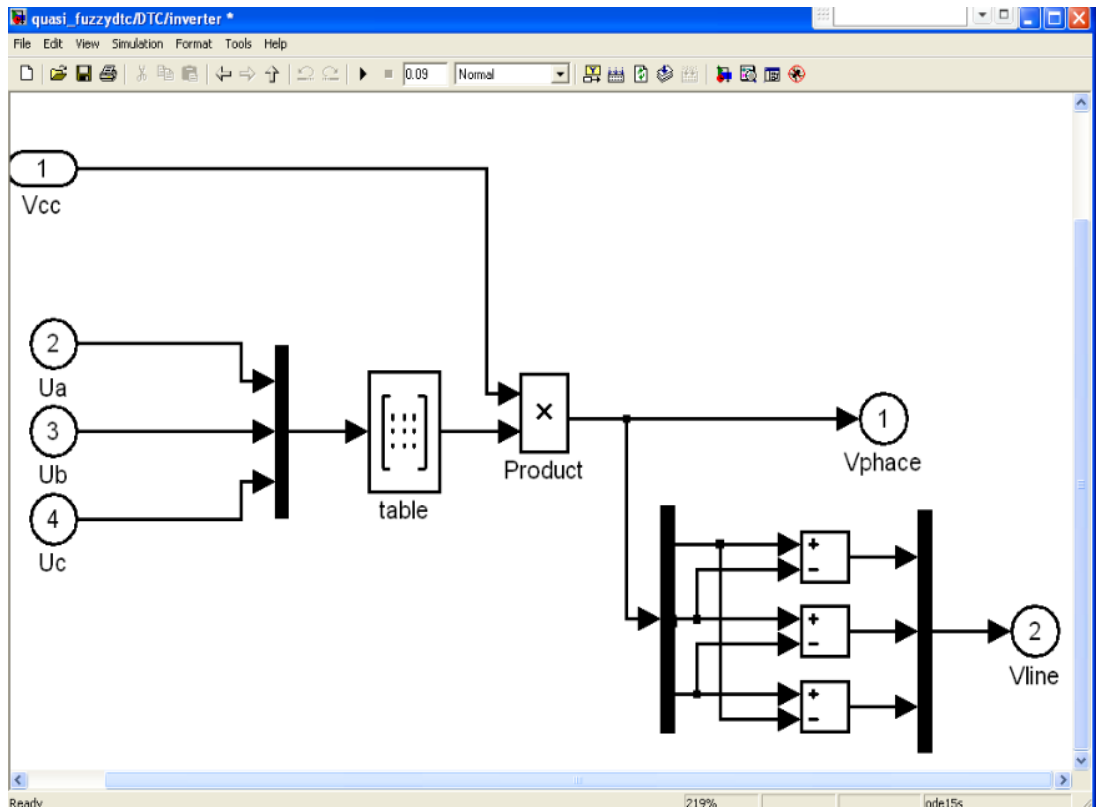 quasi_fuzzydtc/DTC/inverter *
File Edit View Simulation Format Tools Help
0.09 Normal
1
Vcc
2
Ua
3
Ub
4
Uc
table
×
Product
1
Vphace
+
−
+
−
+
−
2
Vline
Ready 219% ode15s